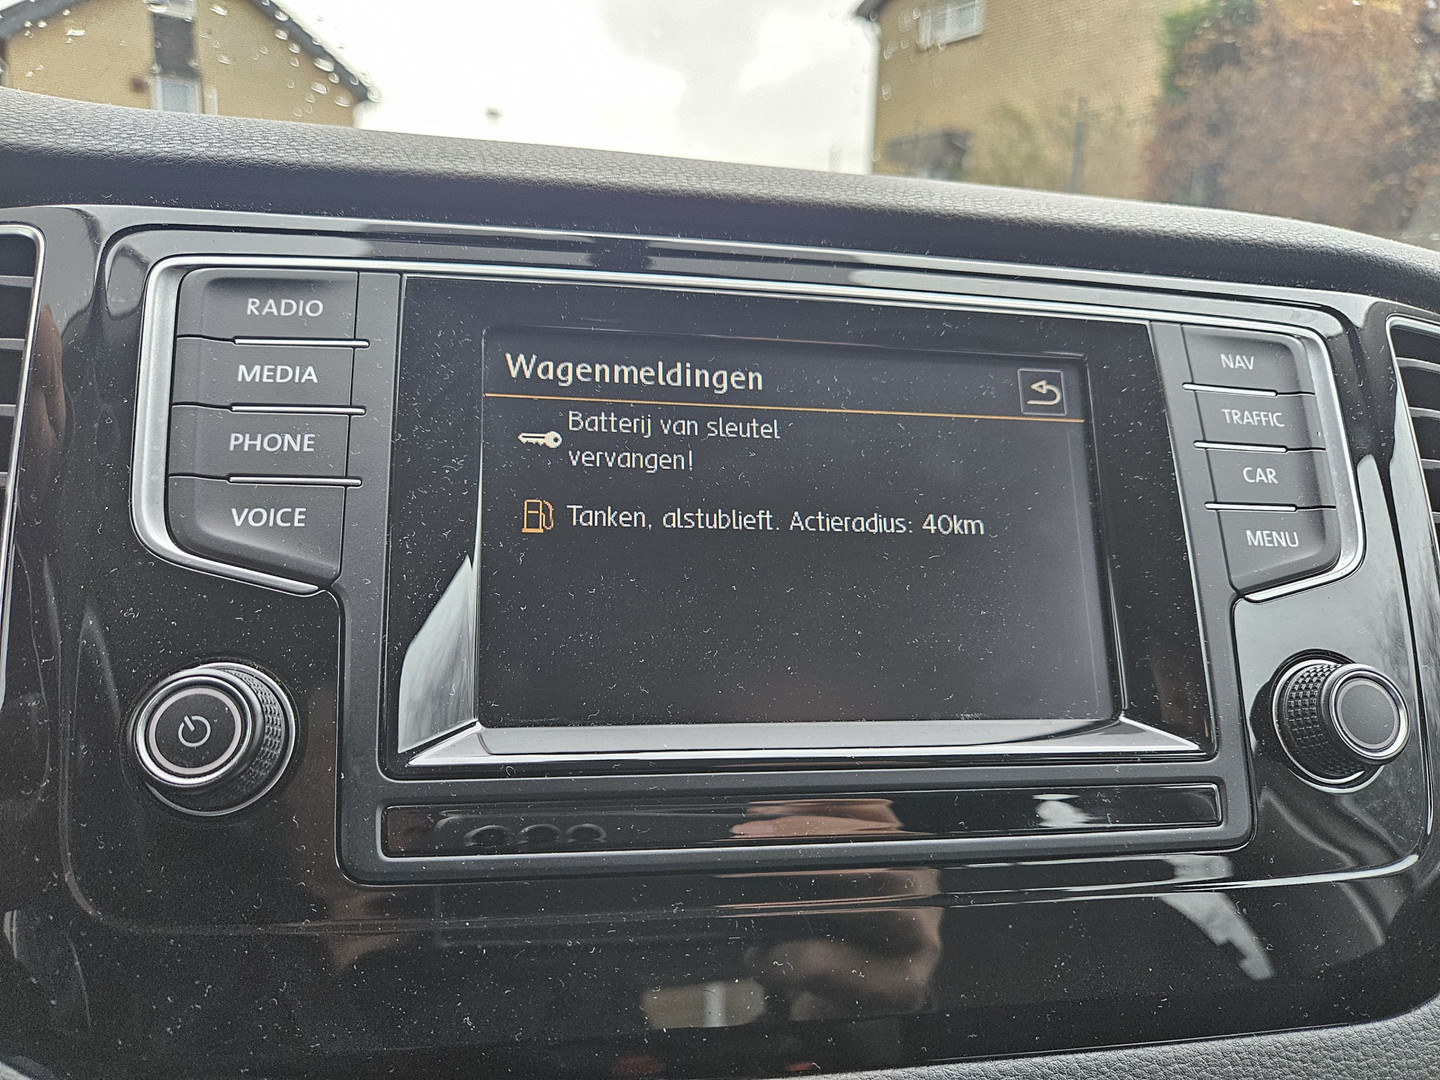 RADIO
MEDIA
PHONE
VOICE
Wagenmeldingen
Batterij van sleutel
vervangen!
Tanken, alstublieft. Actieradius: 40km
NAV
TRAFFIC
CAR
MENU